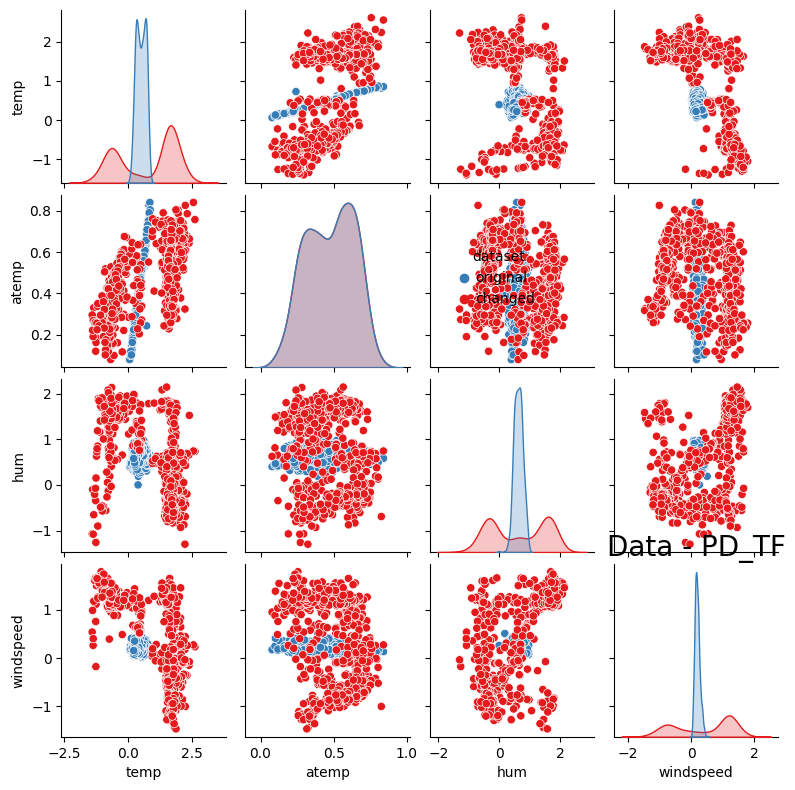 2
1
0
−1
temp
0.8
0.6
0.4
0.2
atemp
dataset
original
changed
2
1
0
−1
hum
Data - PD_TF
1
0
−1
windspeed
−2.5 0.0 2.5
0.0 0.5 1.0
−2 0 2
−2 0 2
temp
atemp
hum
windspeed